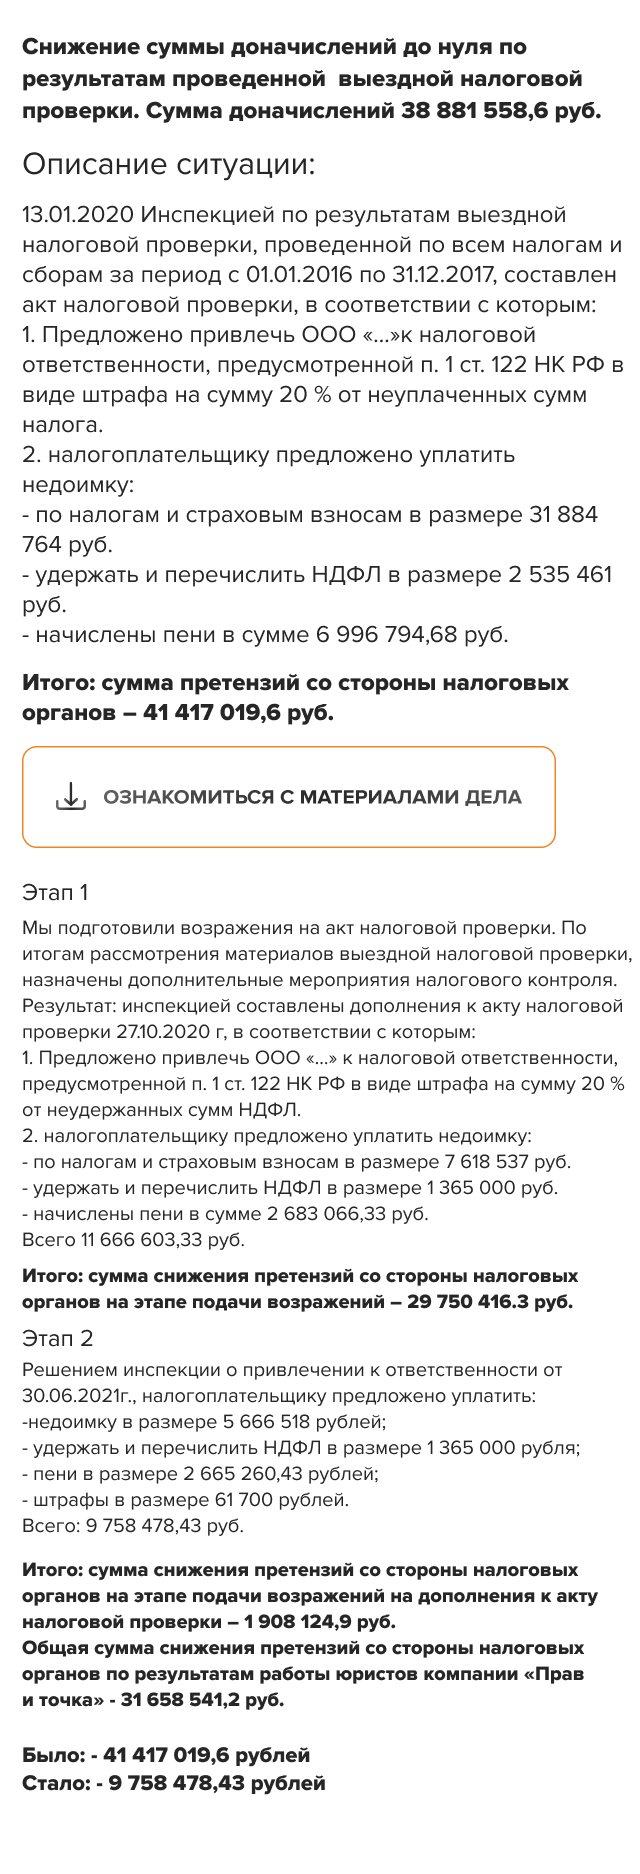 Снижение суммы доначислений до нуля по
результатам проведенной  выездной налоговой
проверки. Сумма доначислений 38 881 558,6 руб.
Описание ситуации:
13.01.2020 Инспекцией по результатам выездной
налоговой проверки, проведенной по всем налогам и
сборам за период с 01.01.2016 по 31.12.2017, составлен
акт налоговой проверки, в соответствии с которым:
1. Предложено привлечь ООО «...»к налоговой
ответственности, предусмотренной п. 1 ст. 122 НК РФ в
виде штрафа на сумму 20 % от неуплаченных сумм
налога.
2. налогоплательщику предложено уплатить
недоимку:
- по налогам и страховым взносам в размере 31 884
764 руб.
- удержать и перечислить НДФЛ в размере 2 535 461
руб.
- начислены пени в сумме 6 996 794,68 руб.
Итого: сумма претензий со стороны налоговых
органов – 41 417 019,6 руб.
ОЗНАКОМИТЬСЯ С МАТЕРИАЛАМИ ДЕЛА
Этап 1
Мы подготовили возражения на акт налоговой проверки. По
итогам рассмотрения материалов выездной налоговой проверки,
назначены дополнительные мероприятия налогового контроля.
Результат: инспекцией составлены дополнения к акту налоговой
проверки 27.10.2020 г, в соответствии с которым:
1. Предложено привлечь ООО «...» к налоговой ответственности,
предусмотренной п. 1 ст. 122 НК РФ в виде штрафа на сумму 20 %
от неудержанных сумм НДФЛ.
2. налогоплательщику предложено уплатить недоимку:
- по налогам и страховым взносам в размере 7 618 537 руб.
- удержать и перечислить НДФЛ в размере 1 365 000 руб.
- начислены пени в сумме 2 683 066,33 руб.
Всего 11 666 603,33 руб.
Итого: сумма снижения претензий со стороны налоговых
органов на этапе подачи возражений – 29 750 416.3 руб.
Этап 2
Решением инспекции о привлечении к ответственности от
30.06.2021г., налогоплательщику предложено уплатить:
-недоимку в размере 5 666 518 рублей;
- удержать и перечислить НДФЛ в размере 1 365 000 рубля;
- пени в размере 2 665 260,43 рублей;
- штрафы в размере 61 700 рублей.
Всего: 9 758 478,43 руб.
Итого: сумма снижения претензий со стороны налоговых
органов на этапе подачи возражений на дополнения к акту
налоговой проверки – 1 908 124,9 руб.
Общая сумма снижения претензий со стороны налоговых
органов по результатам работы юристов компании «Прав
и точка» - 31 658 541,2 руб.
Было: - 41 417 019,6 рублей
Стало: - 9 758 478,43 рублей